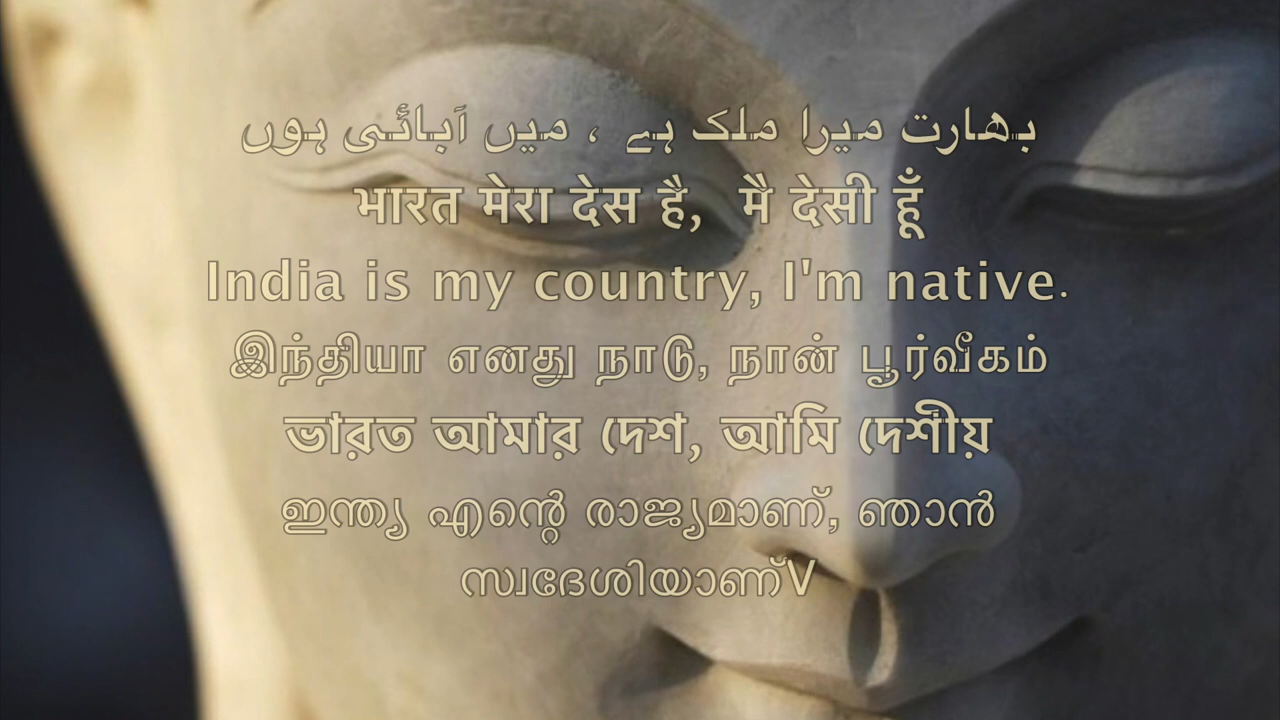 بھارت میرا ملک ہے ، میں آبائی ہوں
भारत मेरा देस है, मै देसी हूँ
India is my country, I'm native.
இந்தியா எனது நாடு, நான் பூர்வீகம்
ভারত আমার দেশ, আমি দেশীয়
ഇന്ത്യ എന്റെ രാജ്യമാണ്, ഞാൻ
സ്വദേശിയാണ്V